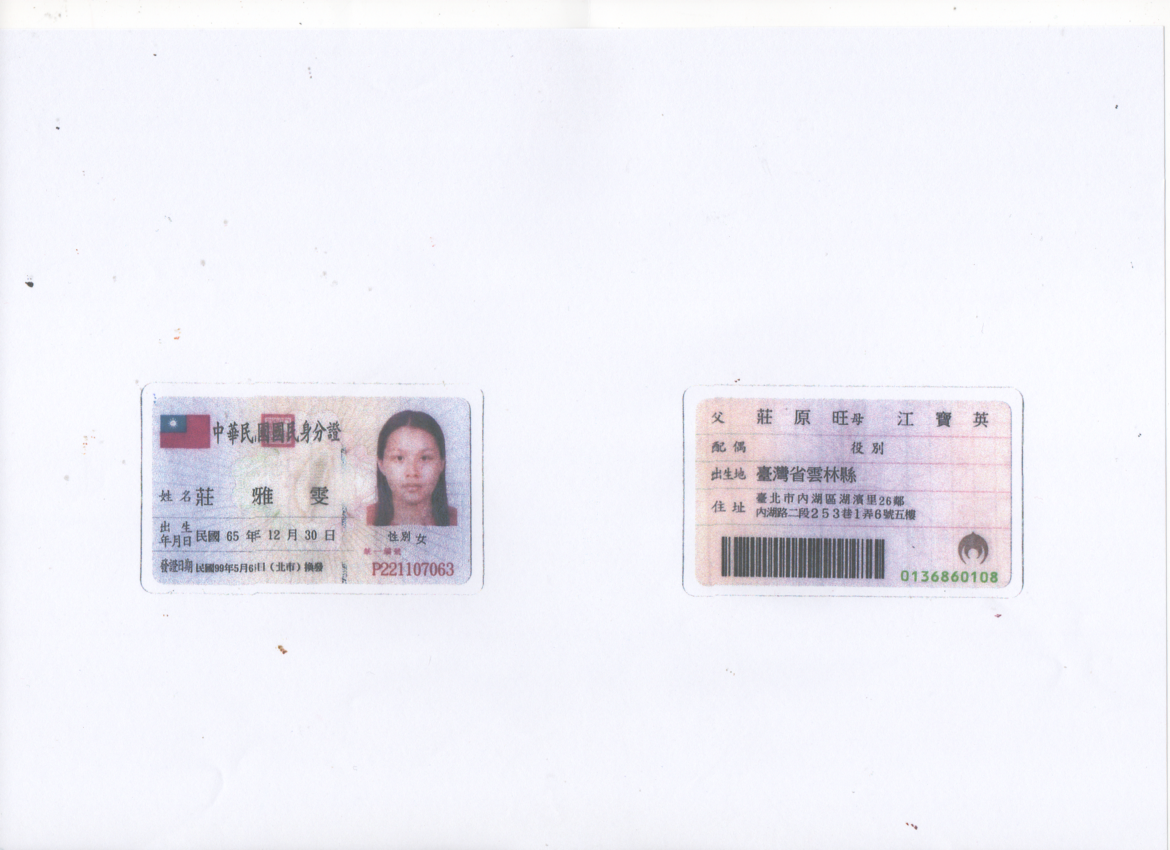 中華民國國民身分證
姓名 莊雅雯
出生年月日 民國 65 年 12 月 30 日
性別 女
統一編號
發證日期 民國99年5月6日（北市）換發
P221107063
父 莊原旺 母 江寶英
配偶 役別
出生地 臺灣省雲林縣
住址 臺北市內湖區湖濱里26鄰
內湖路二段253巷1弄6號五樓
0136860108